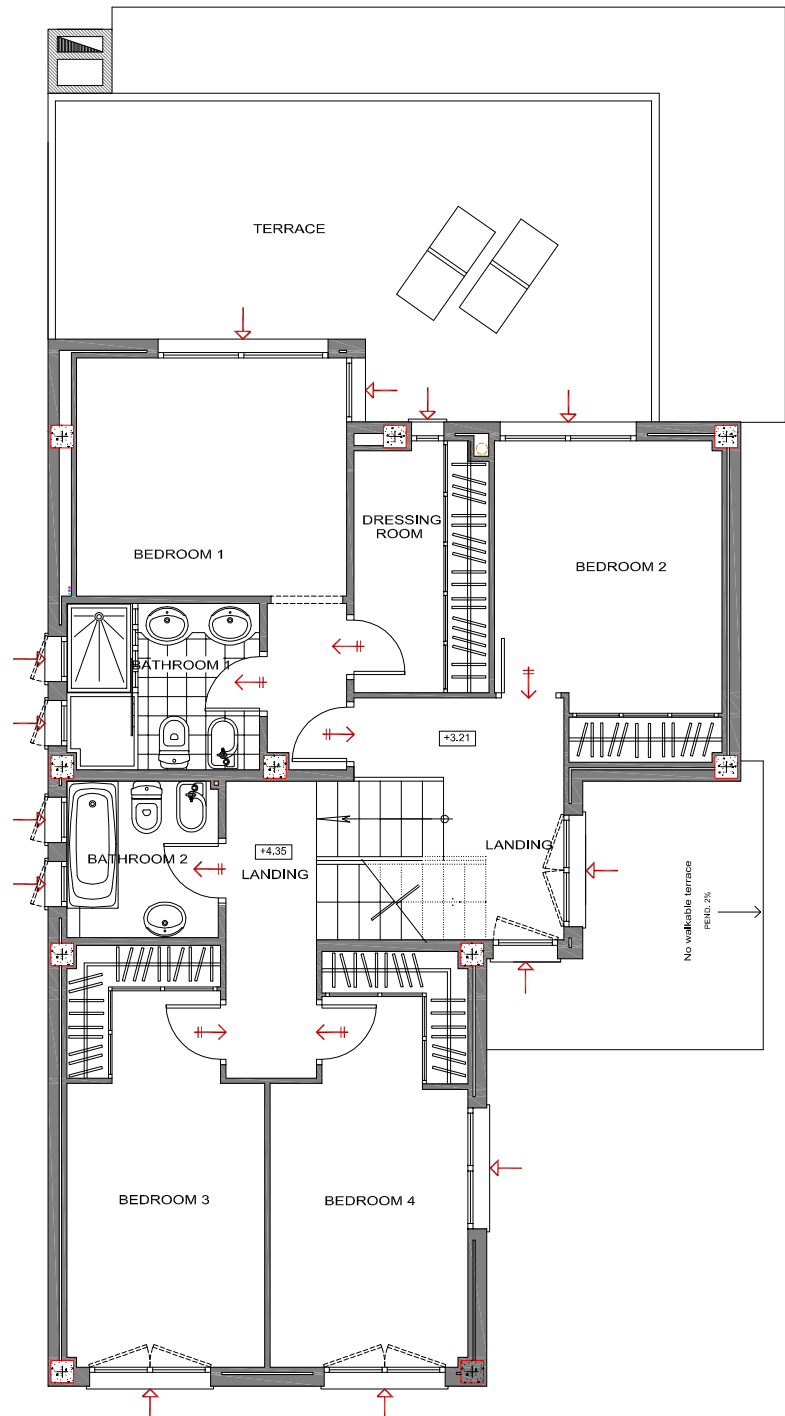 TERRACE
DRESSING
ROOM
BEDROOM 1
BEDROOM 2
BATHROOM 1
+3.21
LANDING
+4.35
LANDING
BATHROOM 2
No walkable terrace
PEND. 2%
BEDROOM 3
BEDROOM 4